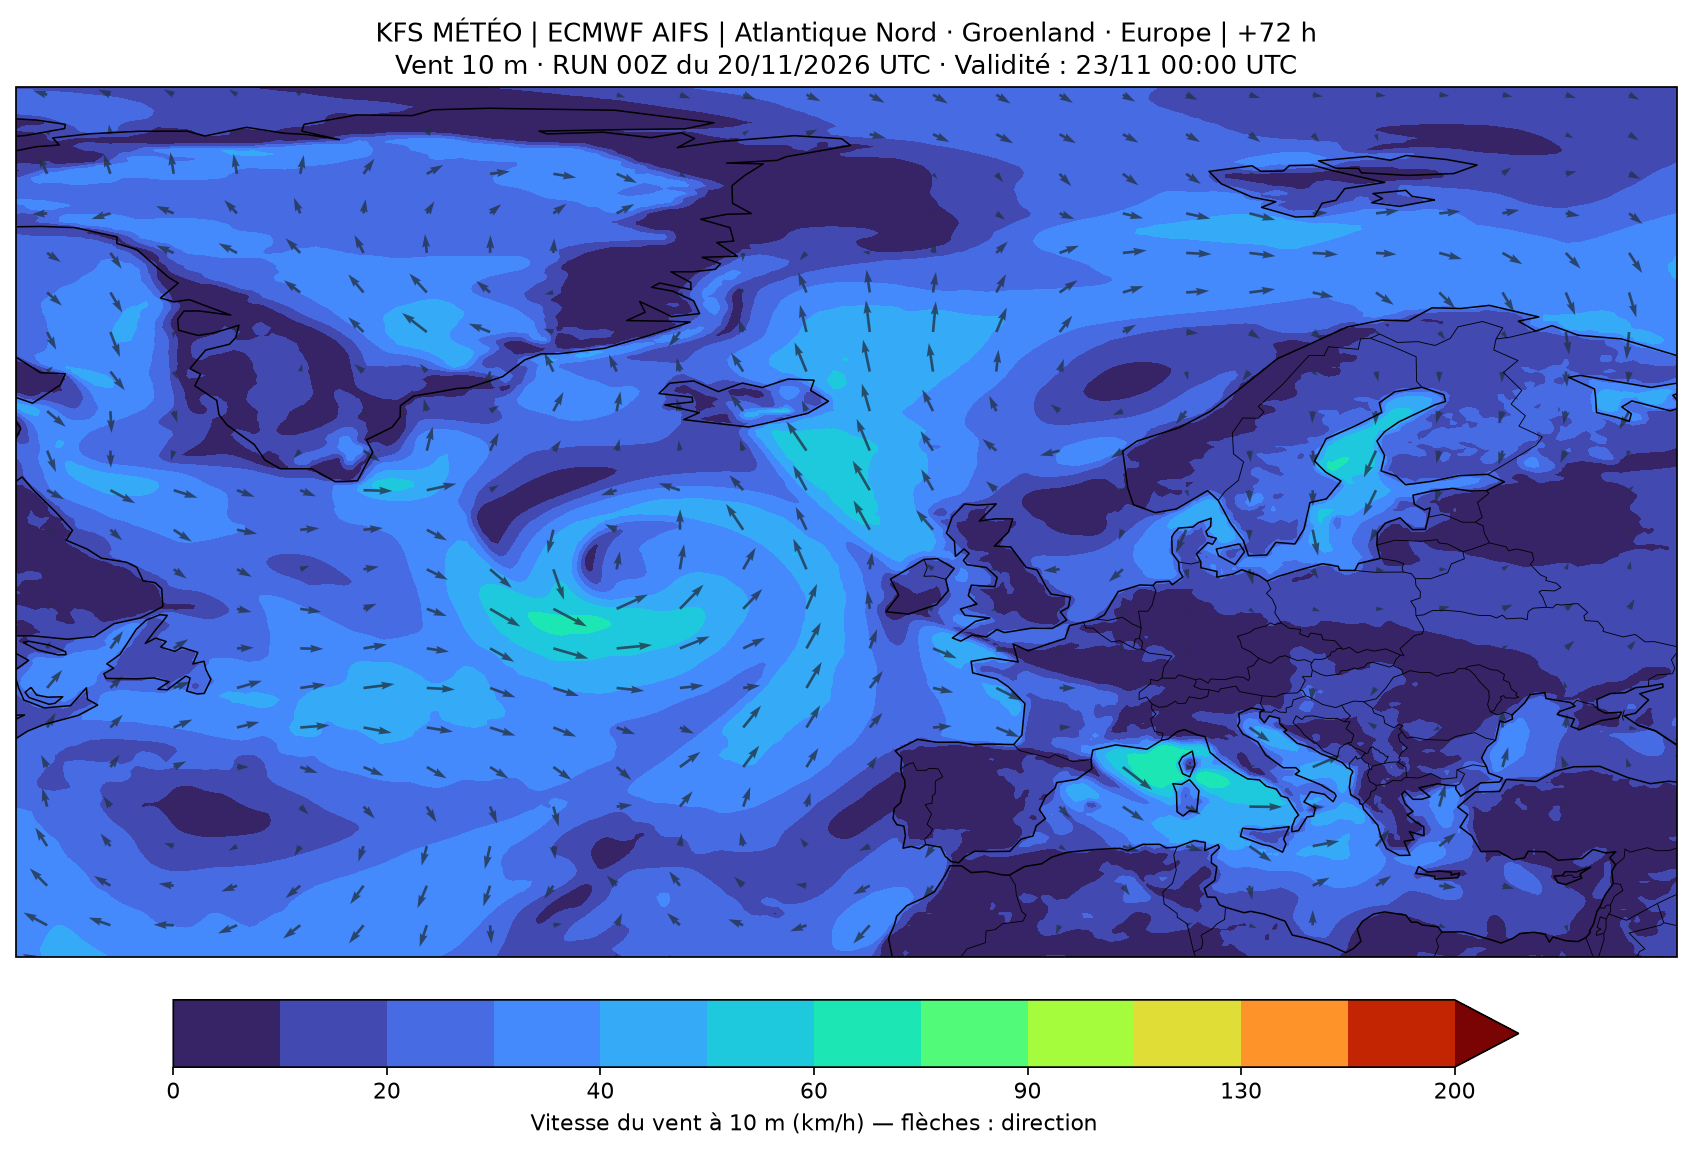 KFS MÉTÉO | ECMWF AIFS | Atlantique Nord · Groenland · Europe | +72 h
Vent 10 m · RUN 00Z du 20/11/2026 UTC · Validité : 23/11 00:00 UTC
0 20 40 60 90 130 200
Vitesse du vent à 10 m (km/h) — flèches : direction